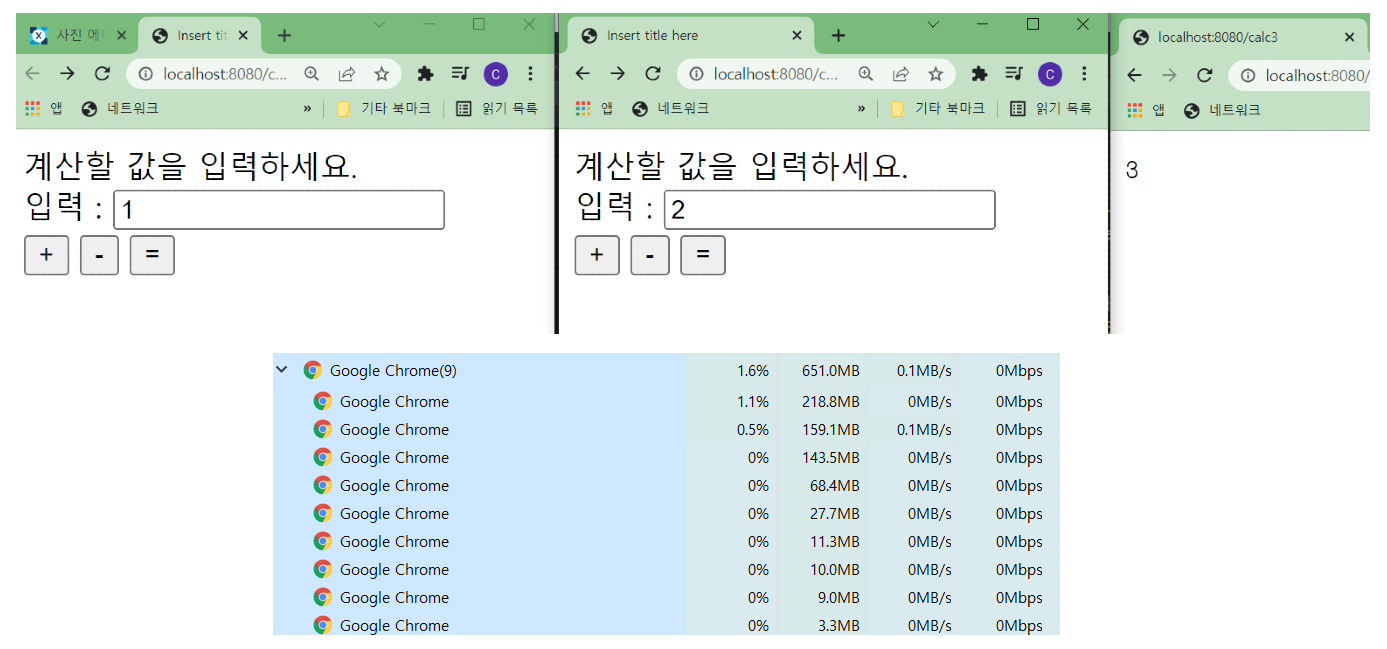 사진 에디
Insert tit
localhost:8080/c...
앱
네트워크
»
기타 북마크
읽기 목록
계산할 값을 입력하세요.
입력 : 1
+ - =
Insert title here
localhost:8080/c...
앱
네트워크
»
기타 북마크
읽기 목록
계산할 값을 입력하세요.
입력 : 2
+ - =
localhost:8080/calc3
localhost:8080/
앱
네트워크
3
Google Chrome(9) 1.6% 651.0MB 0.1MB/s 0Mbps
Google Chrome 1.1% 218.8MB 0MB/s 0Mbps
Google Chrome 0.5% 159.1MB 0.1MB/s 0Mbps
Google Chrome 0% 143.5MB 0MB/s 0Mbps
Google Chrome 0% 68.4MB 0MB/s 0Mbps
Google Chrome 0% 27.7MB 0MB/s 0Mbps
Google Chrome 0% 11.3MB 0MB/s 0Mbps
Google Chrome 0% 10.0MB 0MB/s 0Mbps
Google Chrome 0% 9.0MB 0MB/s 0Mbps
Google Chrome 0% 3.3MB 0MB/s 0Mbps